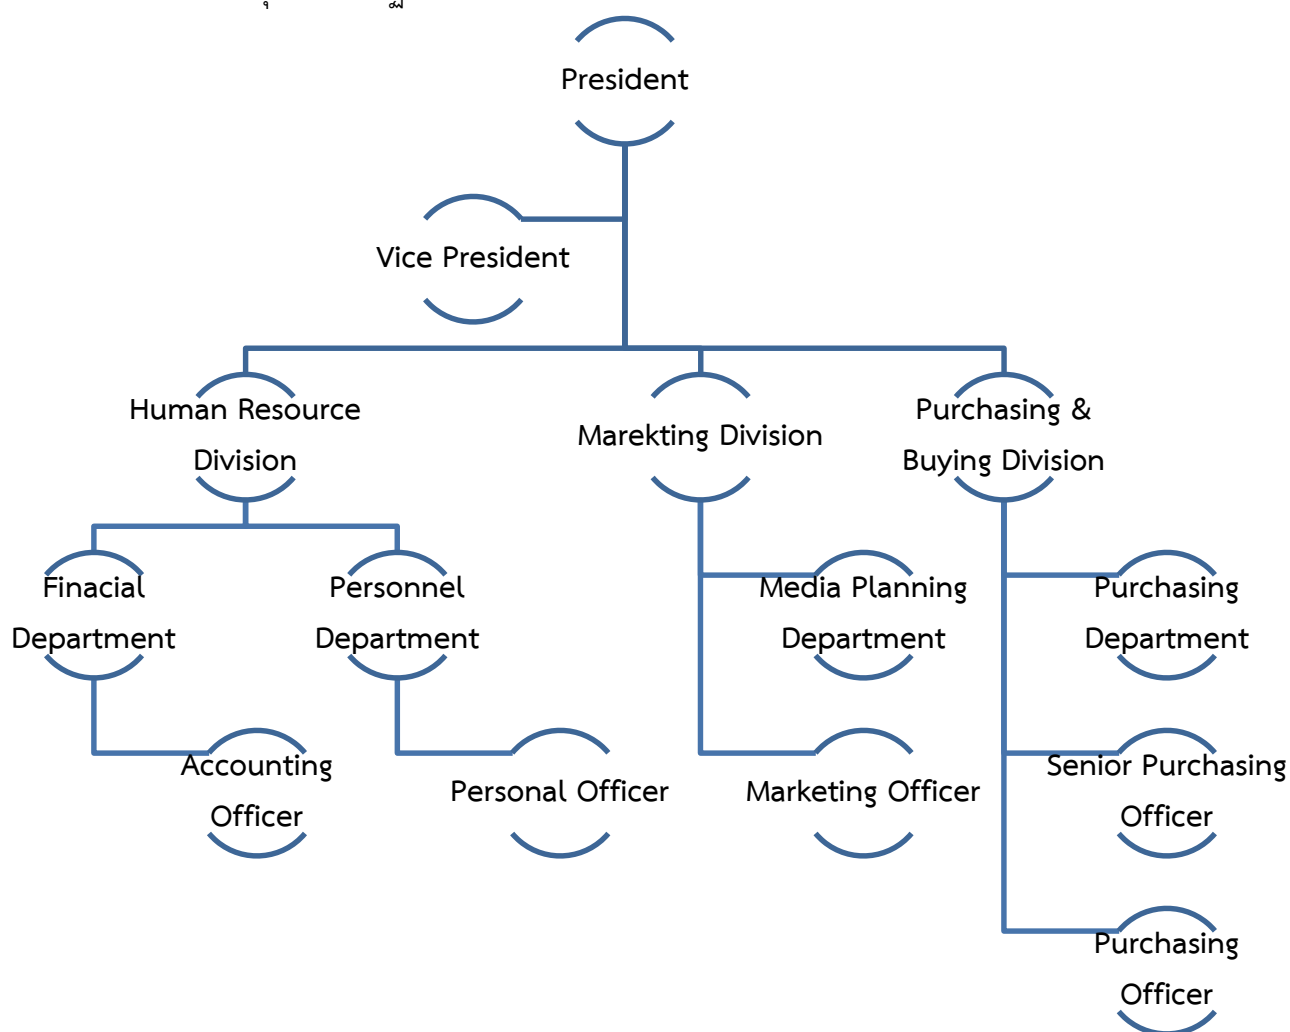 President
Vice President
Human Resource
Division
Marekting Division
Purchasing &
Buying Division
Finacial
Department
Personnel
Department
Media Planning
Department
Purchasing
Department
Accounting
Officer
Personal Officer
Marketing Officer
Senior Purchasing
Officer
Purchasing
Officer